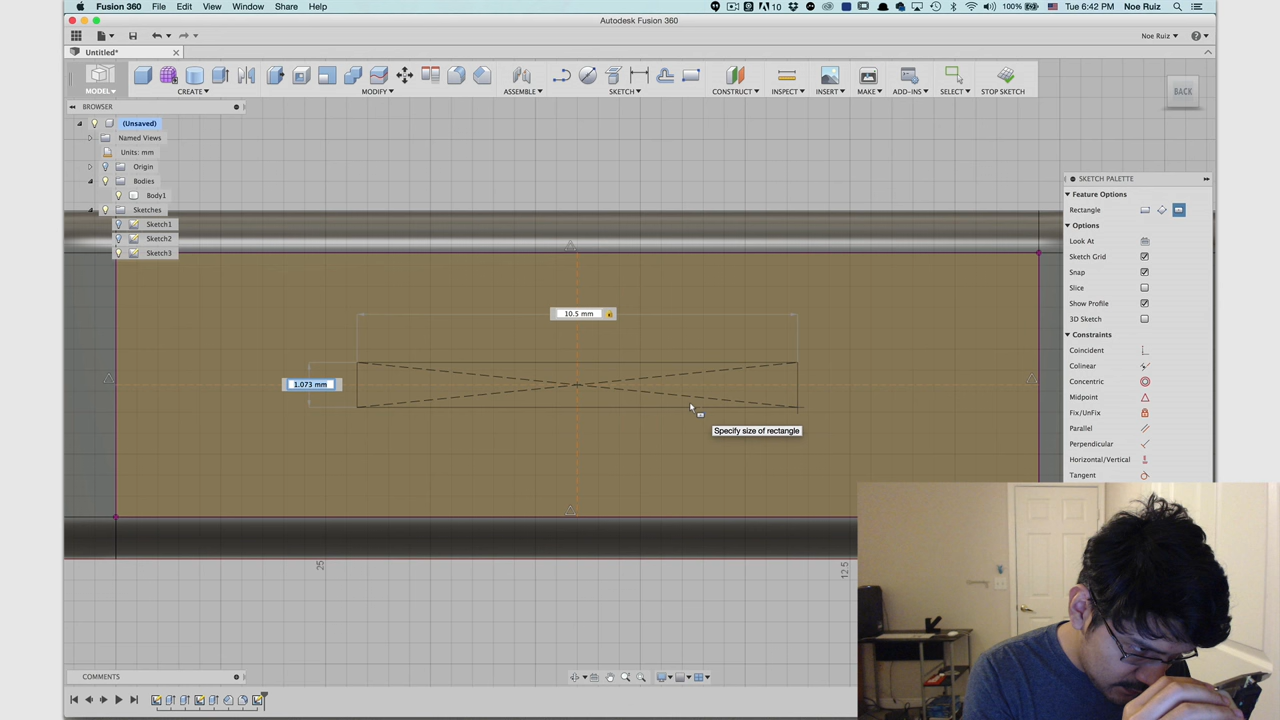 Fusion 360 File Edit View Window Share Help 10 100% Tue 6:42 PM Noe Ruiz
Autodesk Fusion 360
Noe Ruiz
Untitled*
MODEL CREATE MODIFY ASSEMBLE SKETCH CONSTRUCT INSPECT INSERT MAKE ADD-INS SELECT STOP SKETCH
BACK
BROWSER
(Unsaved)
Named Views
Units: mm
Origin
Bodies
Body1
Sketches
Sketch1
Sketch2
Sketch3
10.5 mm
1.073 mm
Specify size of rectangle
25
12.5
SKETCH PALETTE
Feature Options
Rectangle
Options
Look At
Sketch Grid
Snap
Slice
Show Profile
3D Sketch
Constraints
Coincident
Colinear
Concentric
Midpoint
Fix/UnFix
Parallel
Perpendicular
Horizontal/Vertical
Tangent
COMMENTS